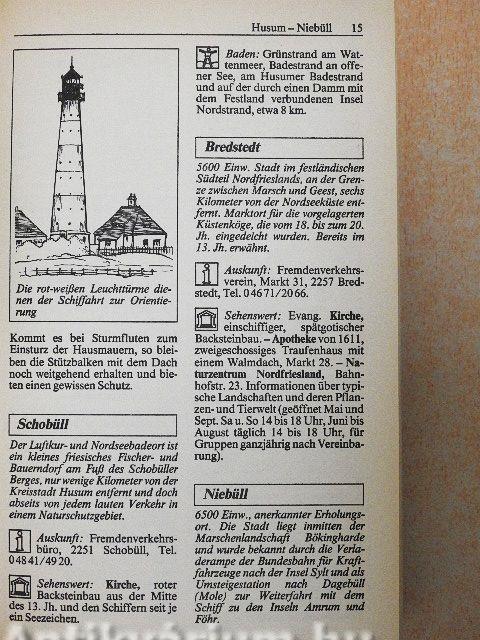 Husum – Niebüll 15
Die rot-weißen Leuchttürme die-
nen der Schiffahrt zur Orientie-
rung
Kommt es bei Sturmfluten zum
Einsturz der Hausmauern, so blei-
ben die Stützbalken mit dem Dach
noch weitgehend erhalten und bie-
ten einen gewissen Schutz.
Schobüll
Der Luftkur- und Nordseebadeort ist
ein kleines friesisches Fischer- und
Bauerndorf am Fuß des Schobüller
Berges, nur wenige Kilometer von der
Kreisstadt Husum entfernt und doch
abseits von jedem lauten Verkehr in
einem Naturschutzgebiet.
Auskunft: Fremdenverkehrs-
büro, 2251 Schobüll, Tel.
0 48 41/49 20.
Sehenswert: Kirche, roter
Backsteinbau aus der Mitte
des 13. Jh. und den Schiffern seit je
ein Seezeichen.
Baden: Grünstrand am Wat-
tenmeer, Badestrand an offe-
ner See, am Husumer Badestrand
und auf der durch einen Damm mit
dem Festland verbundenen Insel
Nordstrand, etwa 8 km.
Bredstedt
5600 Einw. Stadt im festländischen
Südteil Nordfrieslands, an der Gren-
ze zwischen Marsch und Geest, sechs
Kilometer von der Nordseeküste ent-
fernt. Marktort für die vorgelagerten
Küstenköge, die vom 18. bis zum 20.
Jh. eingedeicht wurden. Bereits im
13. Jh. erwähnt.
Auskunft: Fremdenverkehrs-
verein, Markt 31, 2257 Bred-
stedt, Tel. 0 46 71/20 66.
Sehenswert: Evang. Kirche,
einschiffiger, spätgotischer
Backsteinbau. – Apotheke von 1611,
zweigeschossiges Traufenhaus mit
einem Walmdach, Markt 28. – Na-
turzentrum Nordfriesland, Bahn-
hofstr. 23. Informationen über typi-
sche Landschaften und deren Pflan-
zen- und Tierwelt (geöffnet Mai und
Sept. Sa u. So 14 bis 18 Uhr, Juni bis
August täglich 14 bis 18 Uhr, für
Gruppen ganzjährig nach Vereinba-
rung).
Niebüll
6500 Einw., anerkannter Erholungs-
ort. Die Stadt liegt inmitten der
Marschenlandschaft Bökingharde
und wurde bekannt durch die Verla-
derampe der Bundesbahn für Kraft-
fahrzeuge nach der Insel Sylt und als
Umsteigestation nach Dagebüll
(Mole) zur Weiterfahrt mit dem
Schiff zu den Inseln Amrum und
Föhr.